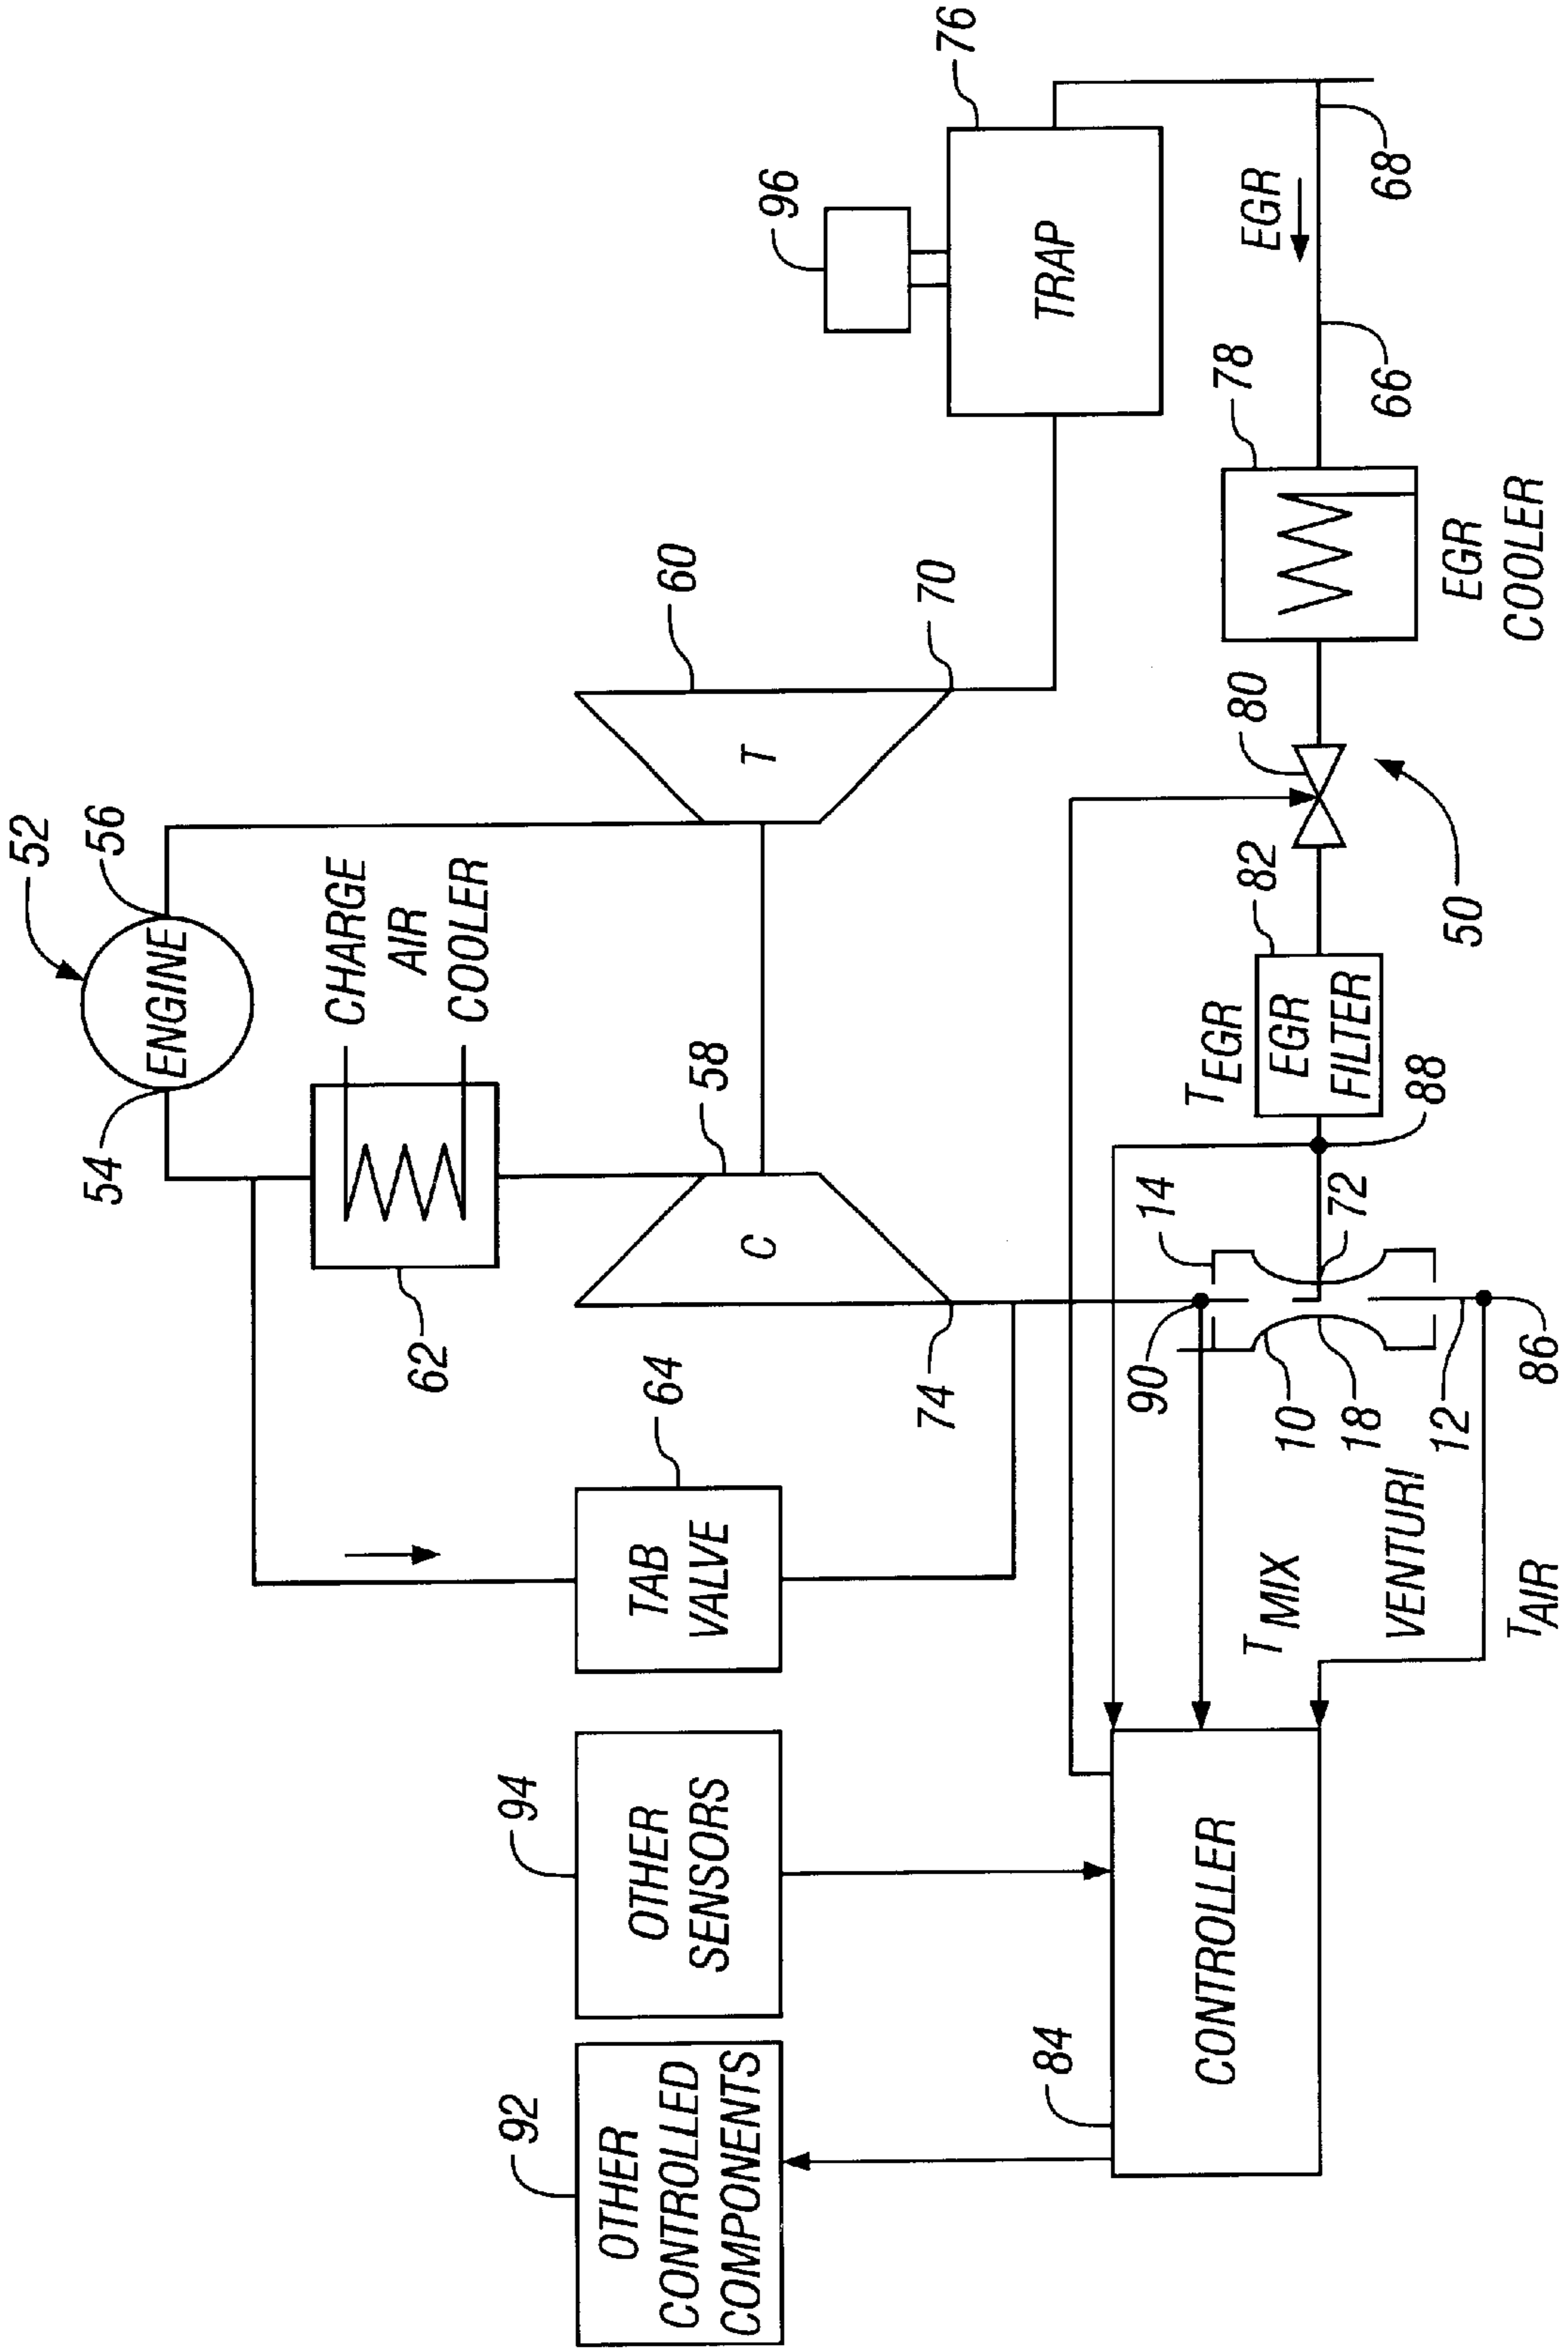 52
54
ENGINE
56
CHARGE
AIR
COOLER
62
58
C
74
60
T
70
96
TRAP
76
64
TAB
VALVE
94
OTHER
SENSORS
92
OTHER
CONTROLLED
COMPONENTS
84
CONTROLLER
90
14
72
10
18
12
86
T MIX
VENTURI
TAIR
TEGR
EGR
FILTER
82
88
80
50
78
EGR
COOLER
EGR
66
68